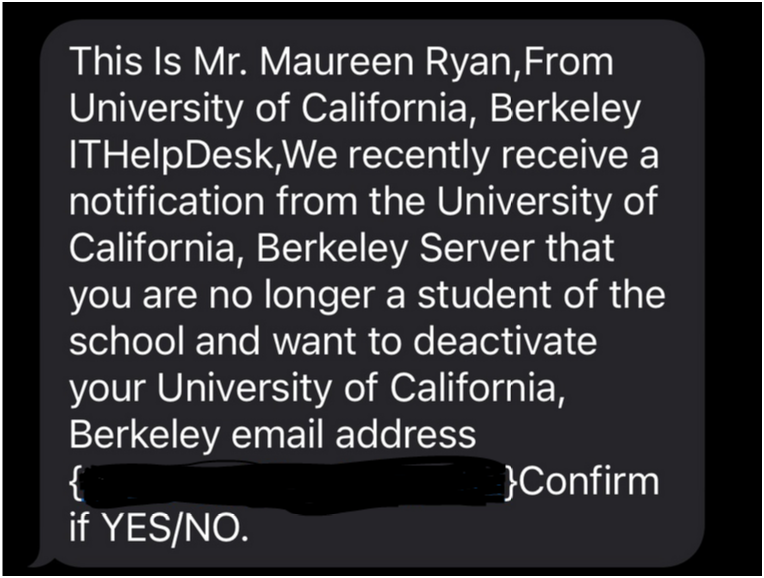 This Is Mr. Maureen Ryan,From
University of California, Berkeley
ITHelpDesk,We recently receive a
notification from the University of
California, Berkeley Server that
you are no longer a student of the
school and want to deactivate
your University of California,
Berkeley email address
{ }Confirm
if YES/NO.